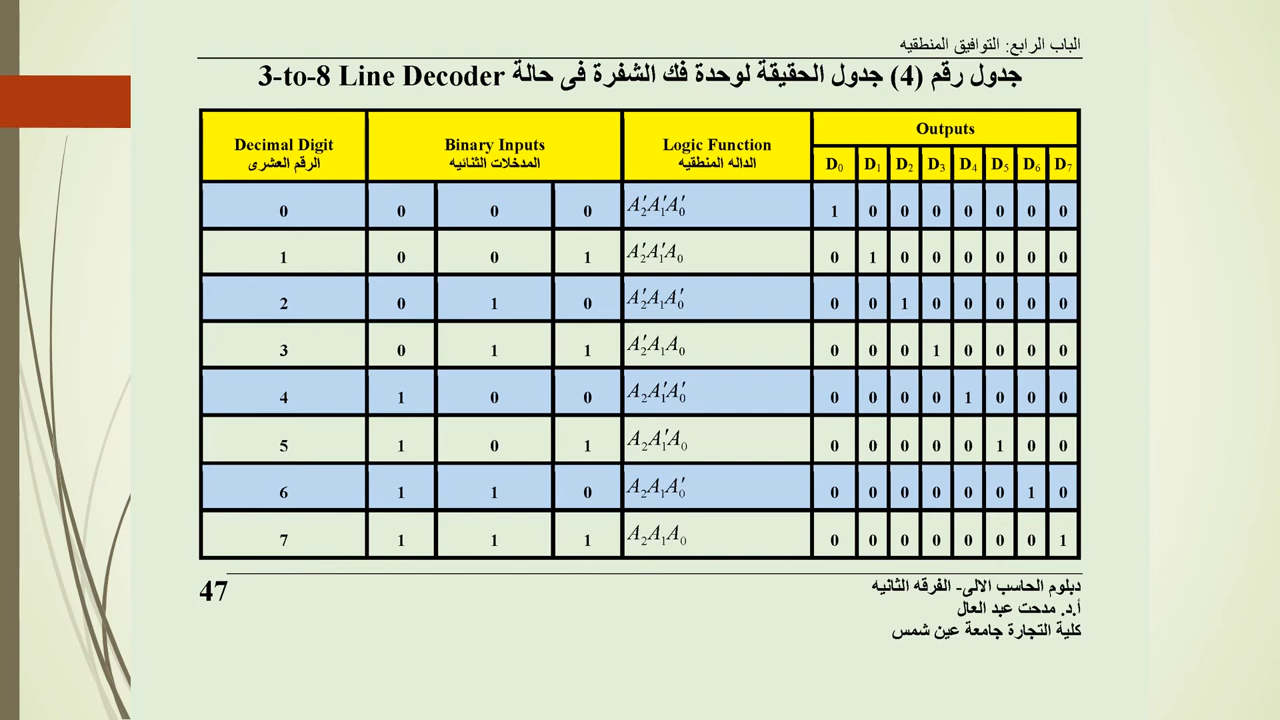 الباب الرابع: التوافيق المنطقيه
جدول رقم (4) جدول الحقيقة لوحدة فك الشفرة فى حالة 3-to-8 Line Decoder
Decimal Digit Binary Inputs Logic Function Outputs
الرقم العشرى المدخلات الثنائيه الداله المنطقيه
D₀ D₁ D₂ D₃ D₄ D₅ D₆ D₇
0 0 0 0 A₂′A₁′A₀′ 1 0 0 0 0 0 0 0
1 0 0 1 A₂′A₁′A₀ 0 1 0 0 0 0 0 0
2 0 1 0 A₂′A₁A₀′ 0 0 1 0 0 0 0 0
3 0 1 1 A₂′A₁A₀ 0 0 0 1 0 0 0 0
4 1 0 0 A₂A₁′A₀′ 0 0 0 0 1 0 0 0
5 1 0 1 A₂A₁′A₀ 0 0 0 0 0 1 0 0
6 1 1 0 A₂A₁A₀′ 0 0 0 0 0 0 1 0
7 1 1 1 A₂A₁A₀ 0 0 0 0 0 0 0 1
دبلوم الحاسب الالى- الفرقه الثانيه
47
أ.د. مدحت عبد العال
كلية التجارة جامعة عين شمس